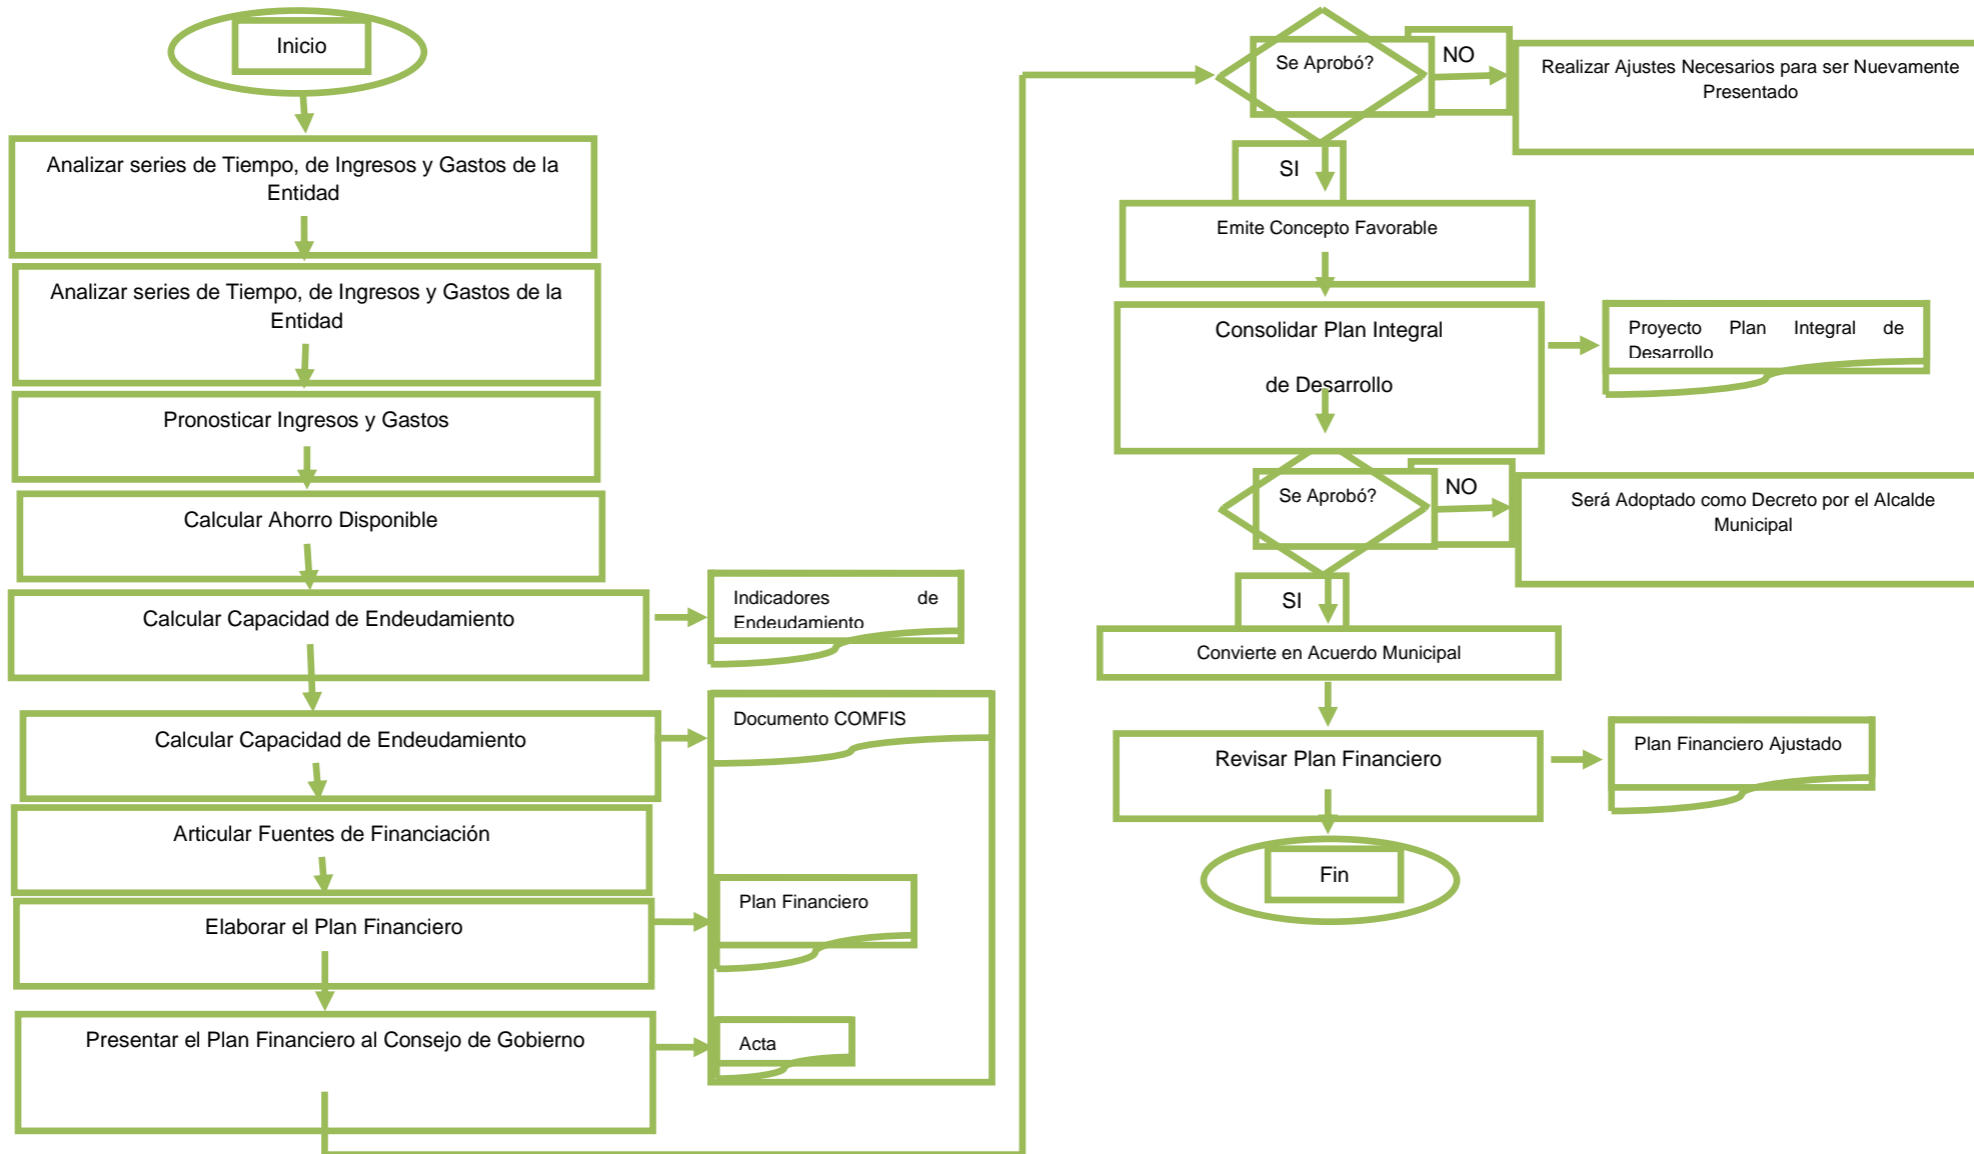 Inicio
Analizar series de Tiempo, de Ingresos y Gastos de la
Entidad
Analizar series de Tiempo, de Ingresos y Gastos de la
Entidad
Pronosticar Ingresos y Gastos
Calcular Ahorro Disponible
Calcular Capacidad de Endeudamiento
Indicadores de
Endeudamiento
Calcular Capacidad de Endeudamiento
Documento COMFIS
Articular Fuentes de Financiación
Elaborar el Plan Financiero
Plan Financiero
Presentar el Plan Financiero al Consejo de Gobierno
Acta
Se Aprobó?
NO
Realizar Ajustes Necesarios para ser Nuevamente
Presentado
SI
Emite Concepto Favorable
Consolidar Plan Integral
de Desarrollo
Proyecto Plan Integral de
Desarrollo
Se Aprobó?
NO
Será Adoptado como Decreto por el Alcalde
Municipal
SI
Convierte en Acuerdo Municipal
Revisar Plan Financiero
Plan Financiero Ajustado
Fin